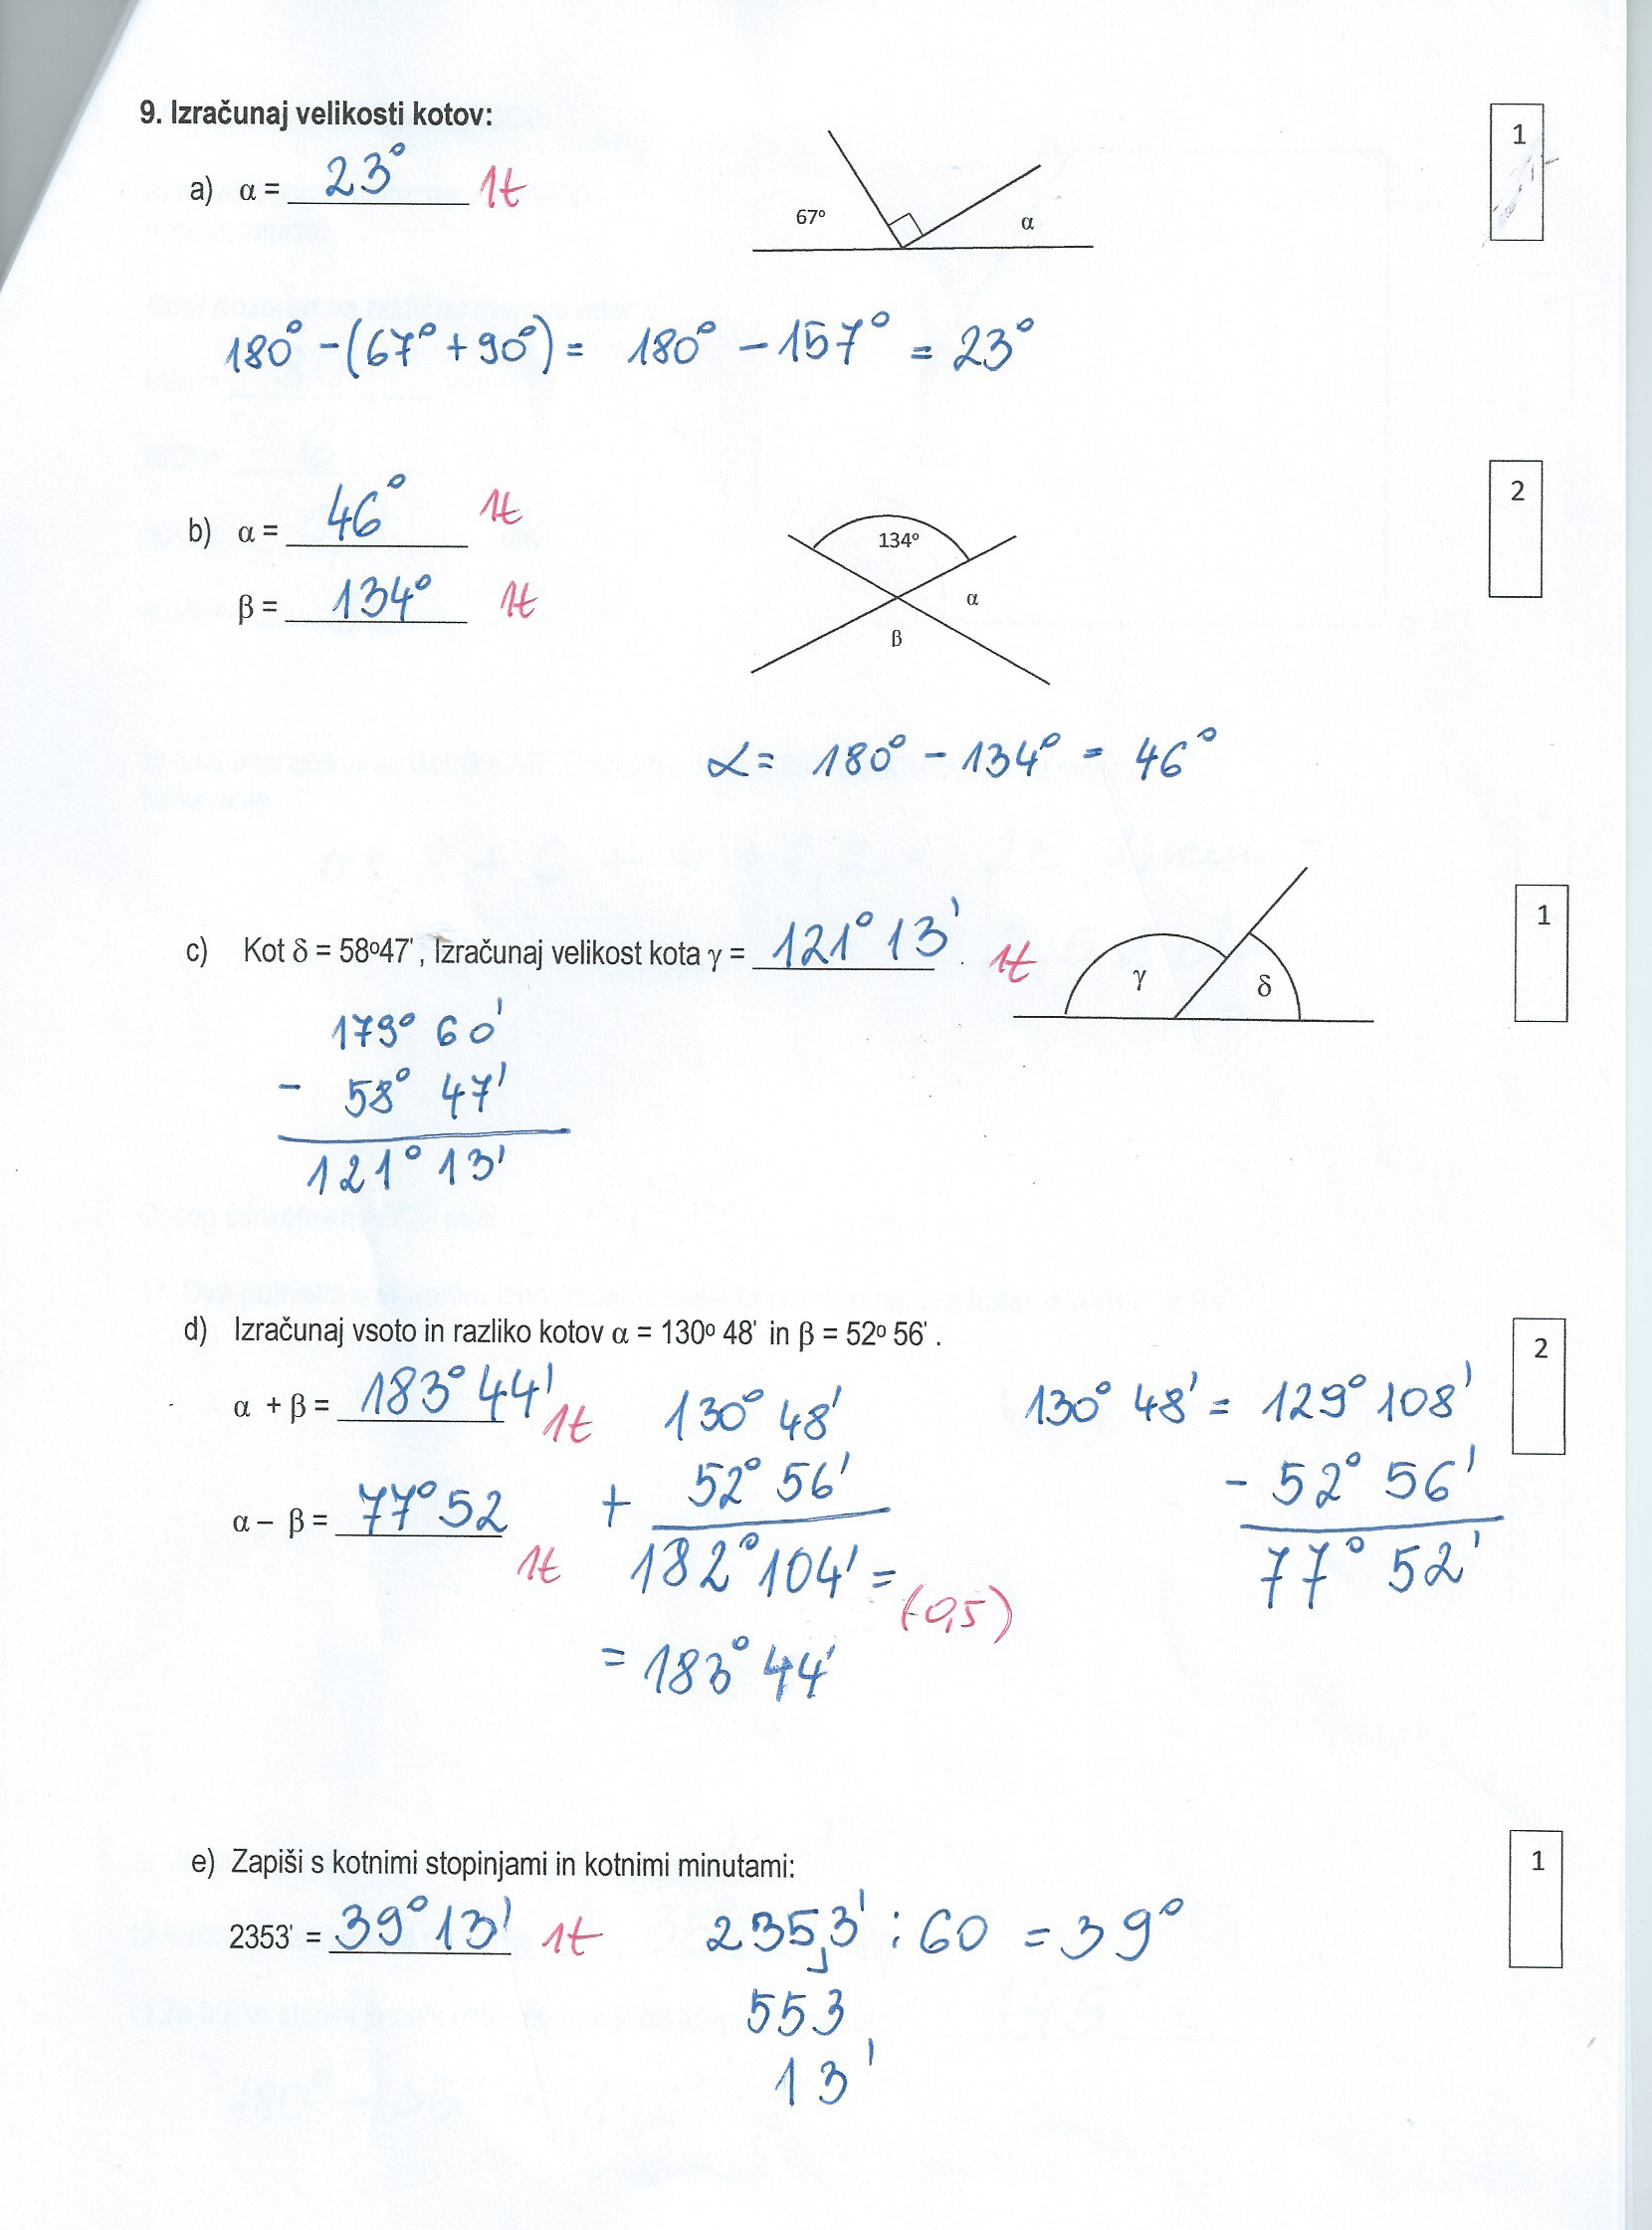 9. Izračunaj velikosti kotov:
1
a) α = 23° 1t
67° α
180° - (67° + 90°) = 180° - 157° = 23°
2
b) α = 46° 1t
134°
β = 134° 1t
α
β
α = 180° - 134° = 46°
1
c) Kot δ = 58°47', Izračunaj velikost kota γ = 121° 13'. 1t
γ δ
179° 60'
- 58° 47'
121° 13'
d) Izračunaj vsoto in razliko kotov α = 130° 48' in β = 52° 56'.
2
α + β = 183° 44' 1t
130° 48'
+ 52° 56'
182° 104' = (0,5)
= 183° 44'
130° 48' = 129° 108'
- 52° 56'
77° 52'
α - β = 77° 52 1t
e) Zapiši s kotnimi stopinjami in kotnimi minutami:
1
2353' = 39° 13' 1t
2353' : 60 = 39°
553
13'